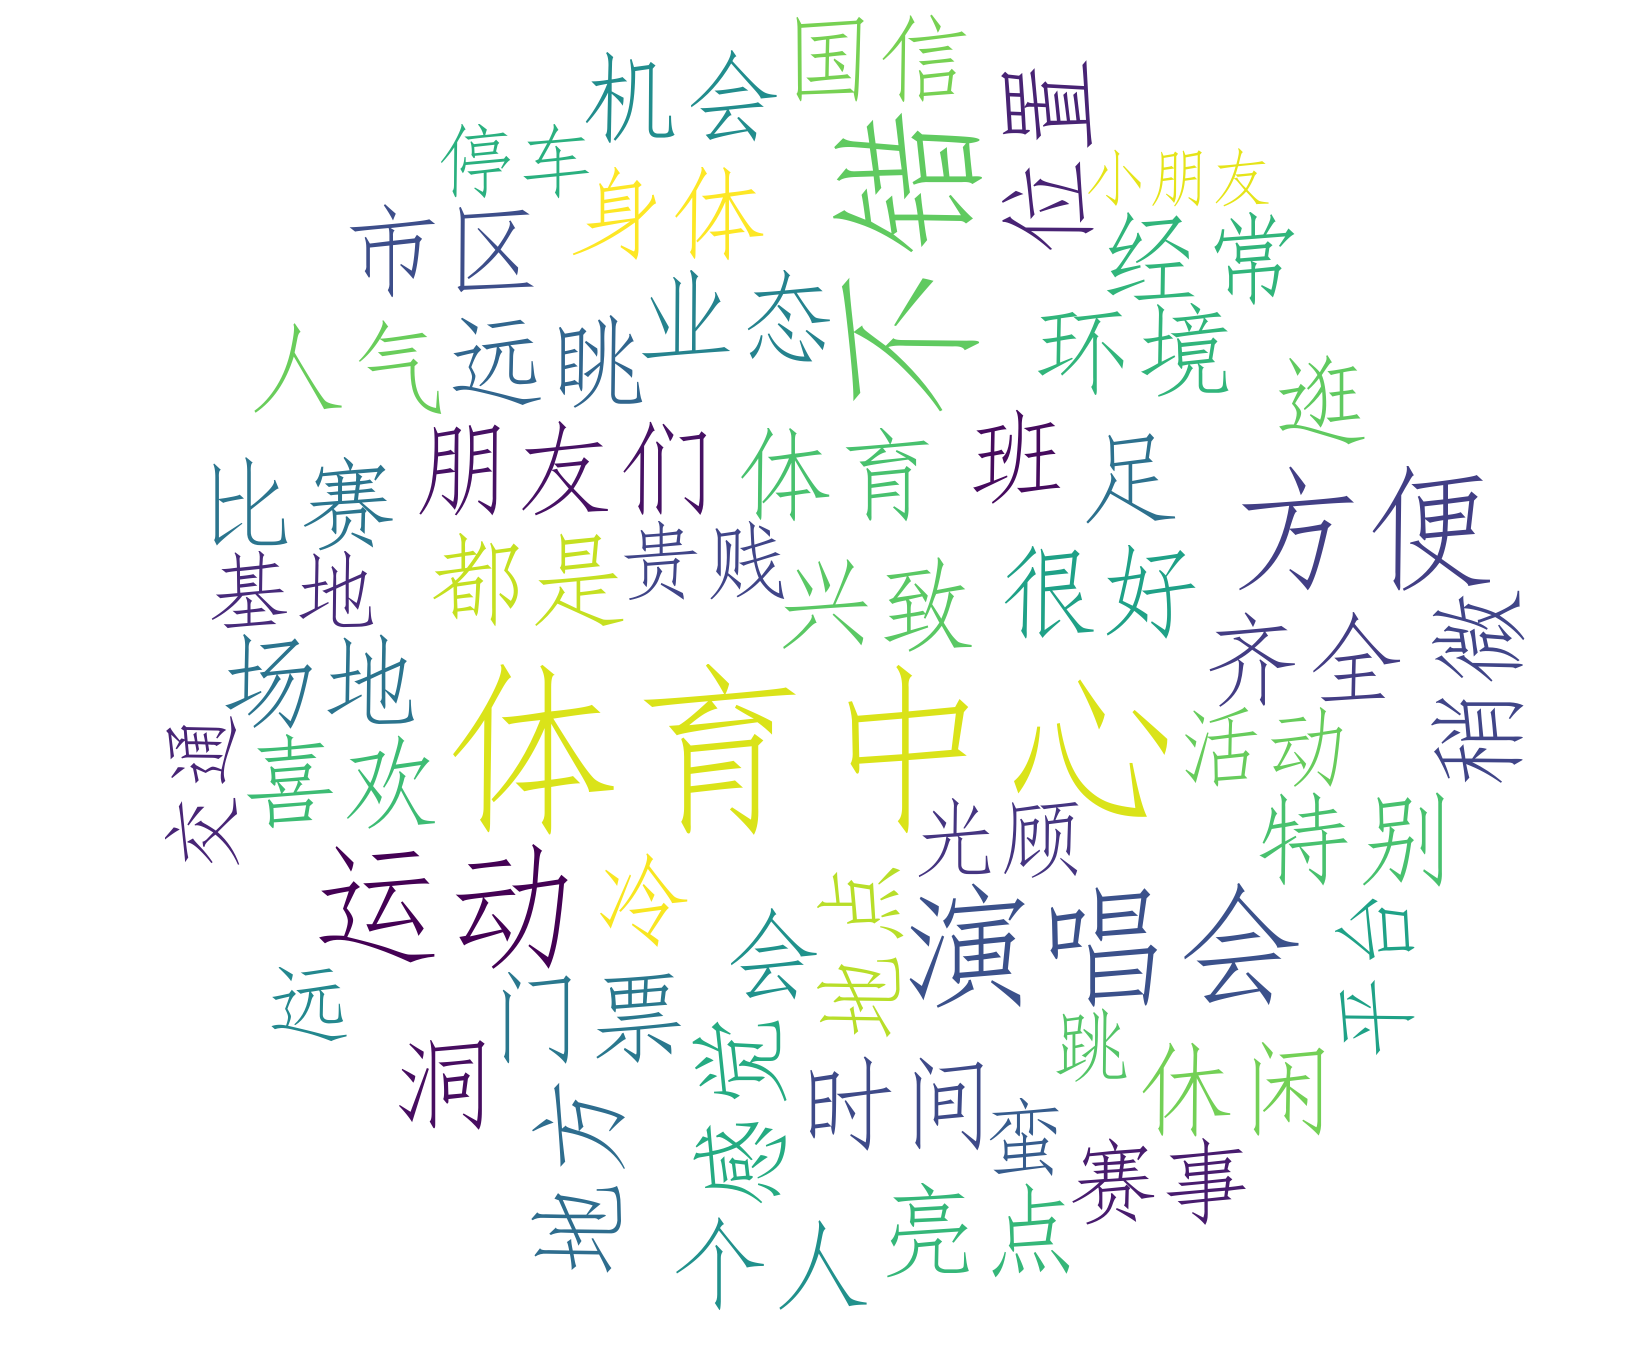 国信
机会
位置
停车
不错
小朋友
身体
市区
经常
业态
环境
人气
远眺
逛
朋友们
体育
班
足
比赛
方便
都是
贵贱
兴致
很好
基地
齐全
稍微
场地
体育中心
活动
交通
喜欢
光顾
特别
运动
冷
地点
演唱会
平台
会
远
门票
跳
休闲
洞
感觉
时间
地方
蛮
赛事
亮点
个人